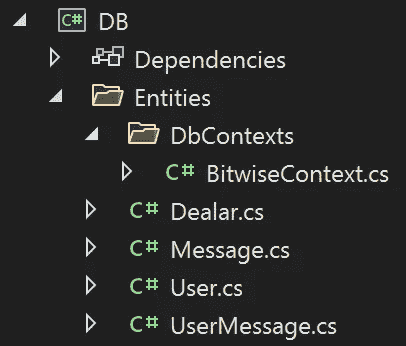 C# DB
Dependencies
Entities
DbContexts
C# BitwiseContext.cs
C# Dealar.cs
C# Message.cs
C# User.cs
C# UserMessage.cs